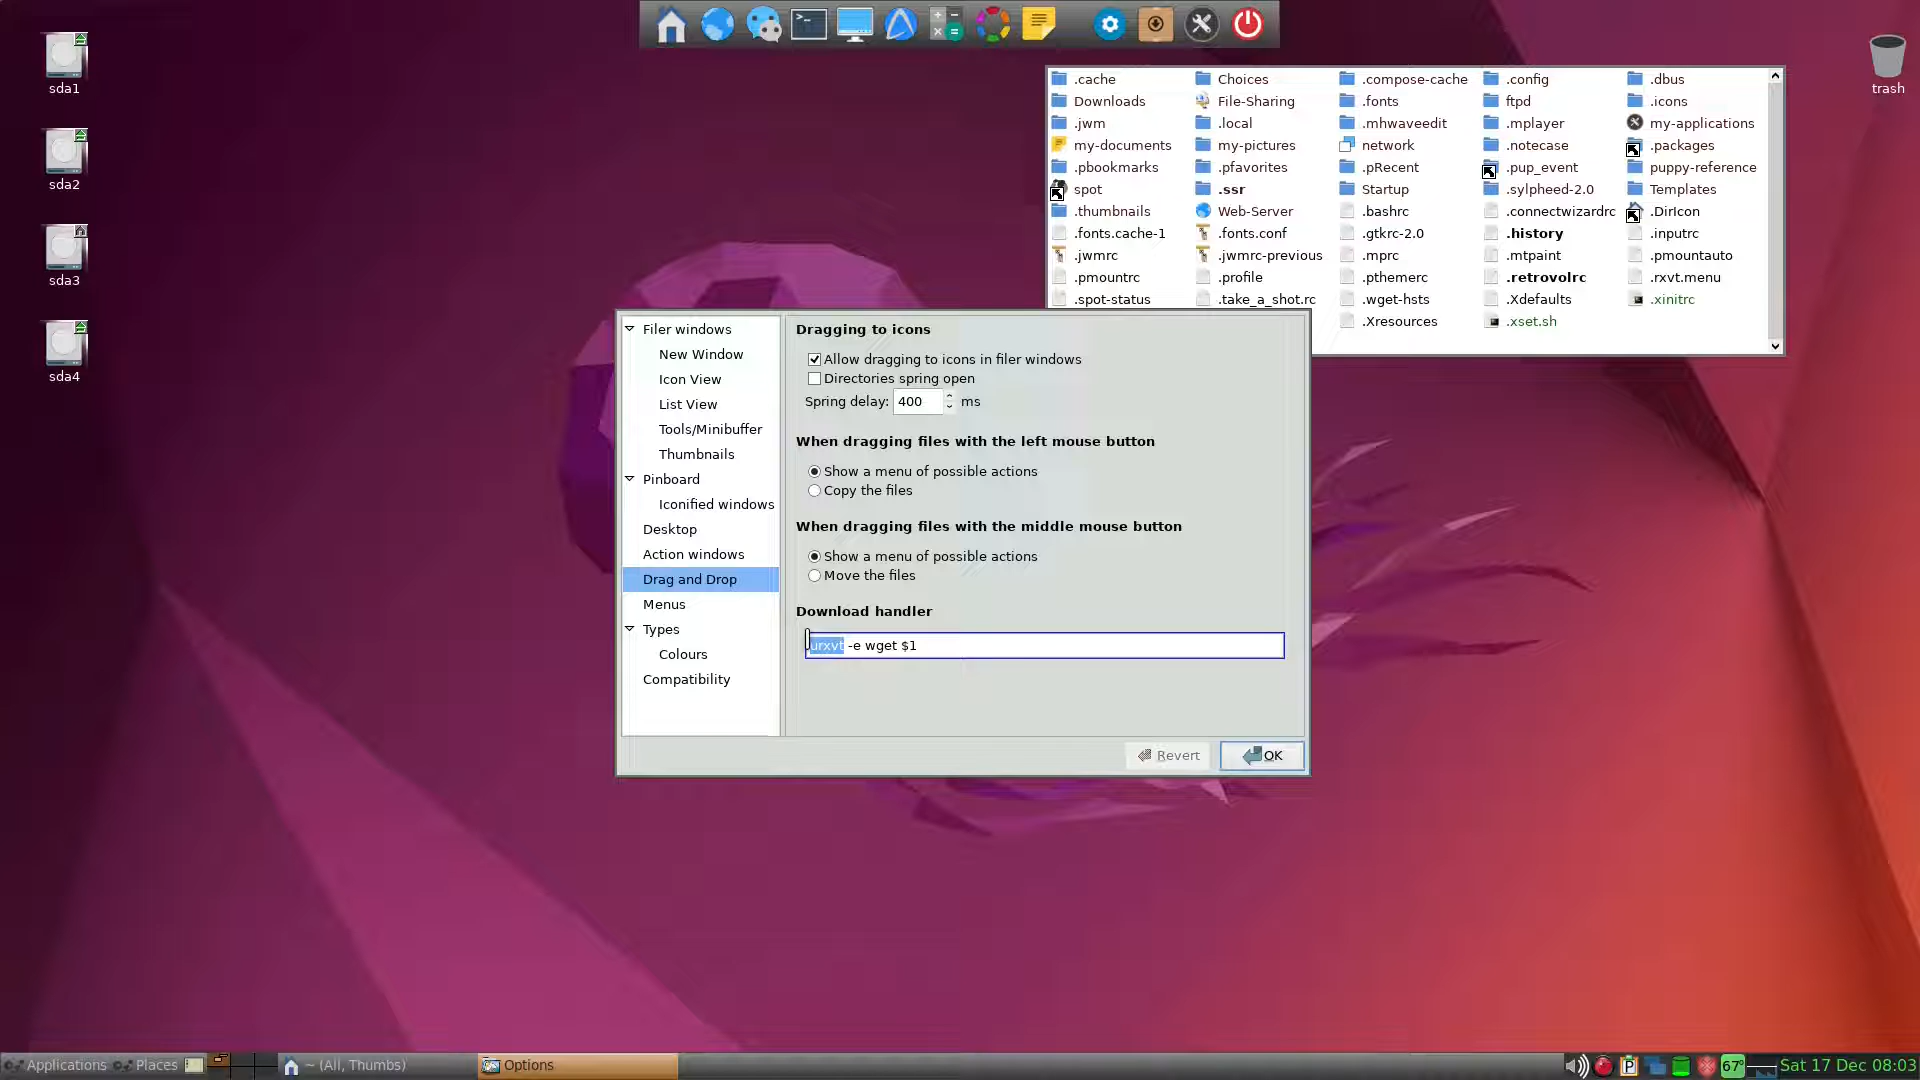 sda1
sda2
sda3
sda4
trash
.cache Choices .compose-cache .config .dbus
Downloads File-Sharing .fonts ftpd .icons
.jwm .local .mhwaveedit .mplayer my-applications
my-documents my-pictures network .notecase .packages
.pbookmarks .pfavorites .pRecent .pup_event puppy-reference
spot .ssr Startup .sylpheed-2.0 Templates
.thumbnails Web-Server .bashrc .connectwizardrc .DirIcon
.fonts.cache-1 .fonts.conf .gtkrc-2.0 .history .inputrc
.jwmrc .jwmrc-previous .mprc .mtpaint .pmountauto
.pmountrc .profile .pthemerc .retrovolrc .rxvt.menu
.spot-status .take_a_shot.rc .wget-hsts .Xdefaults .xinitrc
.Xresources .xset.sh
Filer windows
New Window
Icon View
List View
Tools/Minibuffer
Thumbnails
Pinboard
Iconified windows
Desktop
Action windows
Drag and Drop
Menus
Types
Colours
Compatibility
Dragging to icons
Allow dragging to icons in filer windows
Directories spring open
Spring delay: 400 ms
When dragging files with the left mouse button
Show a menu of possible actions
Copy the files
When dragging files with the middle mouse button
Show a menu of possible actions
Move the files
Download handler
urxvt -e wget $1
Revert OK
Applications Places ~ (All, Thumbs) Options 67° Sat 17 Dec 08:03